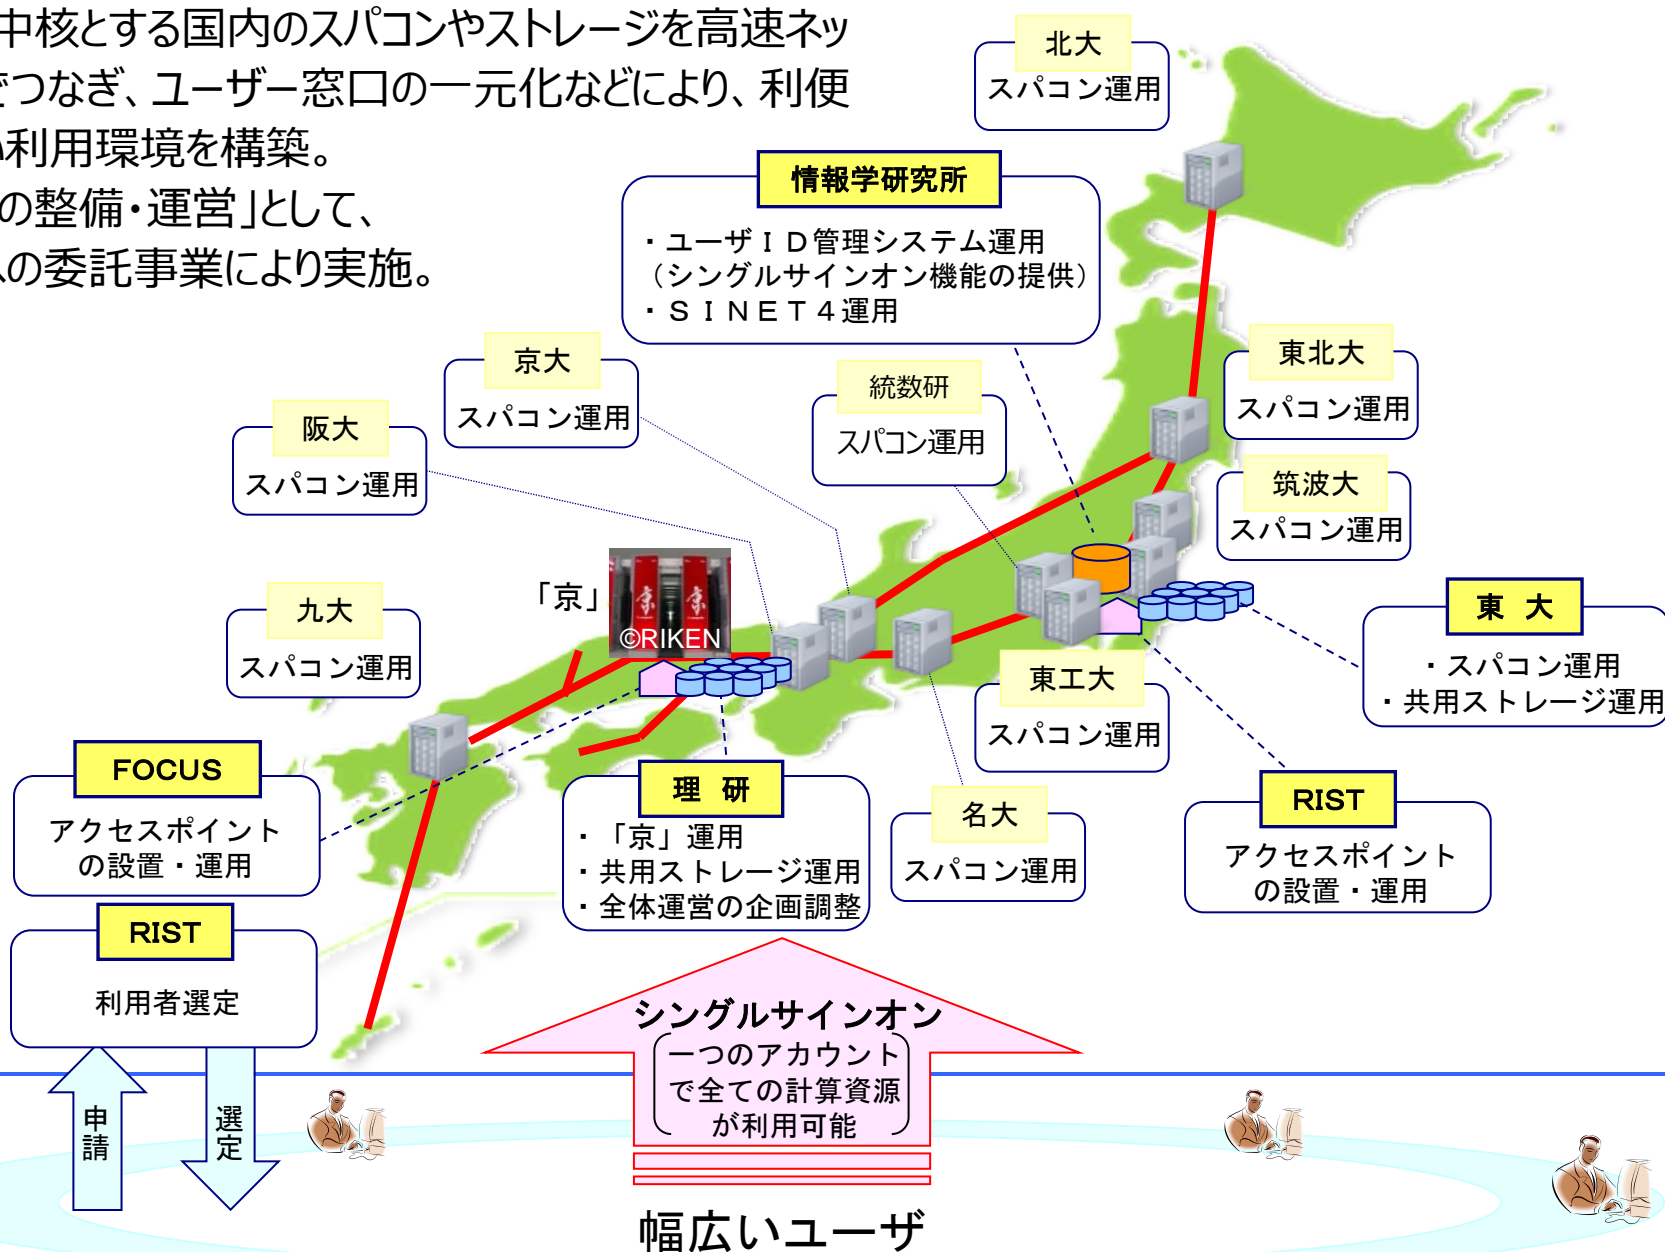 中核とする国内のスパコンやストレージを高速ネッ
でつなぎ、ユーザー窓口の一元化などにより、利便
い利用環境を構築。
の整備・運営」として、
への委託事業により実施。
北大
スパコン運用
情報学研究所
・ユーザＩＤ管理システム運用
（シングルサインオン機能の提供）
・ＳＩＮＥＴ４運用
京大
スパコン運用
統数研
スパコン運用
東北大
スパコン運用
阪大
スパコン運用
筑波大
スパコン運用
「京」
京
京
©RIKEN
九大
スパコン運用
東 大
・スパコン運用
・共用ストレージ運用
東工大
スパコン運用
FOCUS
アクセスポイント
の設置・運用
理 研
・「京」運用
・共用ストレージ運用
・全体運営の企画調整
名大
スパコン運用
RIST
アクセスポイント
の設置・運用
RIST
利用者選定
シングルサインオン
一つのアカウント
で全ての計算資源
が利用可能
申請
選定
幅広いユーザ